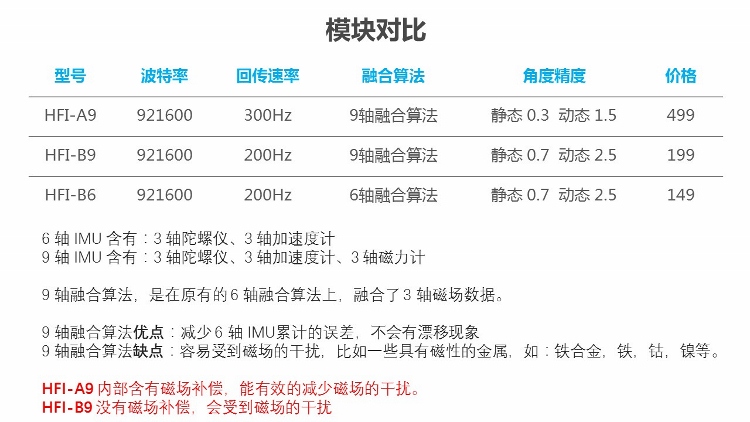 模块对比
型号 波特率 回传速率 融合算法 角度精度 价格
HFI-A9 921600 300Hz 9轴融合算法 静态 0.3 动态 1.5 499
HFI-B9 921600 200Hz 9轴融合算法 静态 0.7 动态 2.5 199
HFI-B6 921600 200Hz 6轴融合算法 静态 0.7 动态 2.5 149
6 轴 IMU 含有：3 轴陀螺仪、3 轴加速度计
9 轴 IMU 含有：3 轴陀螺仪、3 轴加速度计、3 轴磁力计
9 轴融合算法，是在原有的 6 轴融合算法上，融合了 3 轴磁场数据。
9 轴融合算法优点：减少 6 轴 IMU累计的误差，不会有漂移现象
9 轴融合算法缺点：容易受到磁场的干扰，比如一些具有磁性的金属，如：铁合金，铁，钴，镍等。
HFI-A9 内部含有磁场补偿，能有效的减少磁场的干扰。
HFI-B9 没有磁场补偿，会受到磁场的干扰